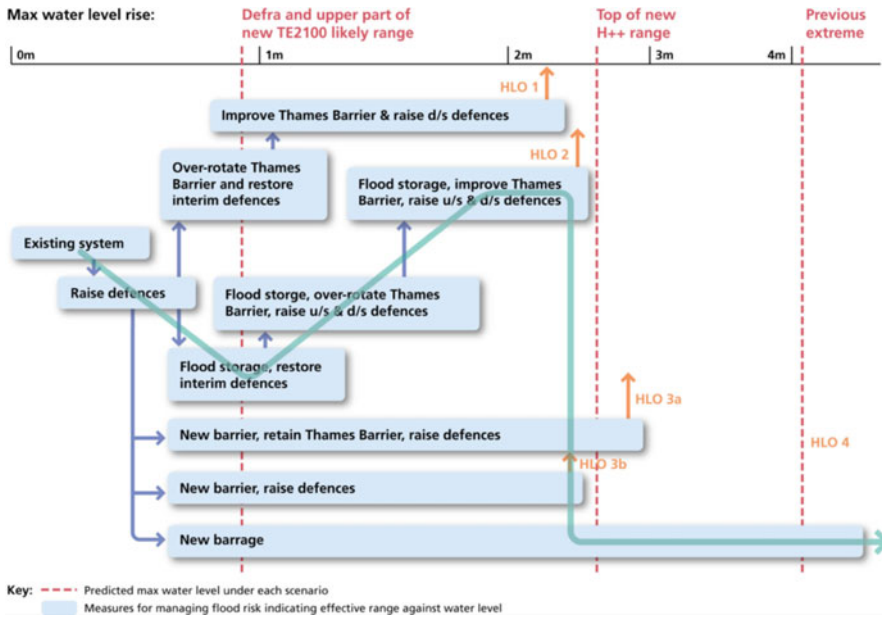 Max water level rise:
Defra and upper part of
new TE2100 likely range
Top of new
H++ range
Previous
extreme
0m 1m 2m 3m 4m
HLO 1
Improve Thames Barrier & raise d/s defences
HLO 2
Over-rotate Thames
Barrier and restore
interim defences
Flood storage, improve Thames
Barrier, raise u/s & d/s defences
Existing system
Raise defences
Flood storge, over-rotate Thames
Barrier, raise u/s & d/s defences
Flood storage, restore
interim defences
HLO 3a
New barrier, retain Thames Barrier, raise defences
HLO 4
HLO 3b
New barrier, raise defences
New barrage
Key:
Predicted max water level under each scenario
Measures for managing flood risk indicating effective range against water level